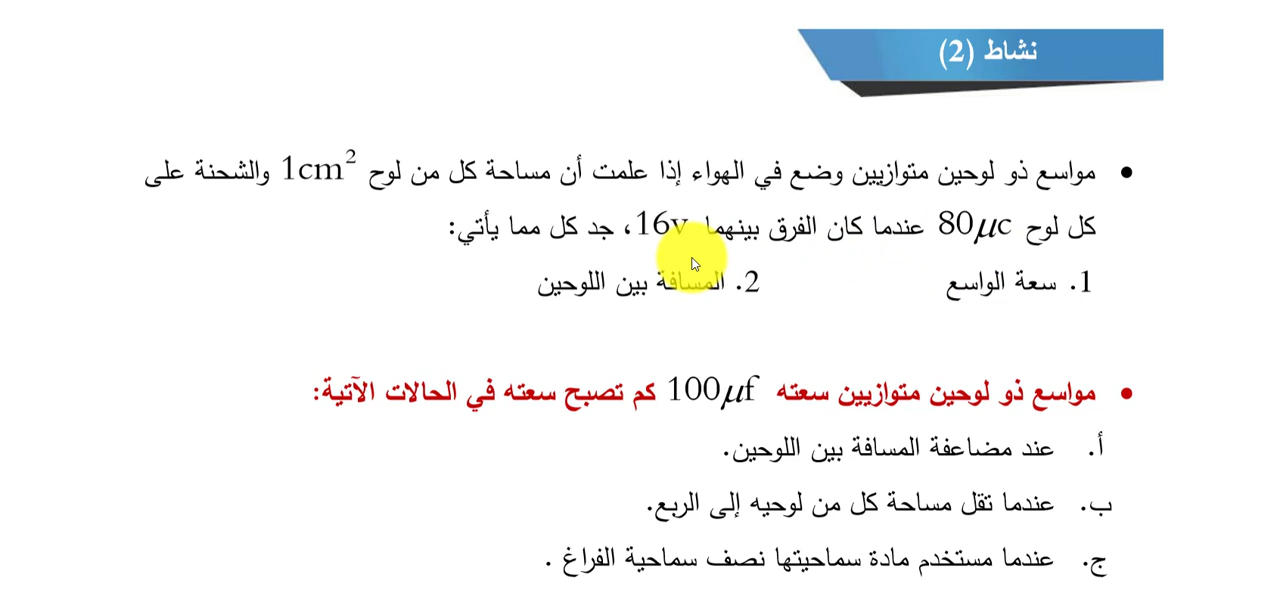 نشاط (2)
• مواسع ذو لوحين متوازيين وضع في الهواء إذا علمت أن مساحة كل من لوح 1cm² والشحنة على
كل لوح 80μc عندما كان الفرق بينهما 16v، جد كل مما يأتي:
1. سعة الواسع 2. المسافة بين اللوحين
• مواسع ذو لوحين متوازيين سعته 100μf كم تصبح سعته في الحالات الآتية:
أ. عند مضاعفة المسافة بين اللوحين.
ب. عندما تقل مساحة كل من لوحيه إلى الربع.
ج. عندما مستخدم مادة سماحيتها نصف سماحية الفراغ .